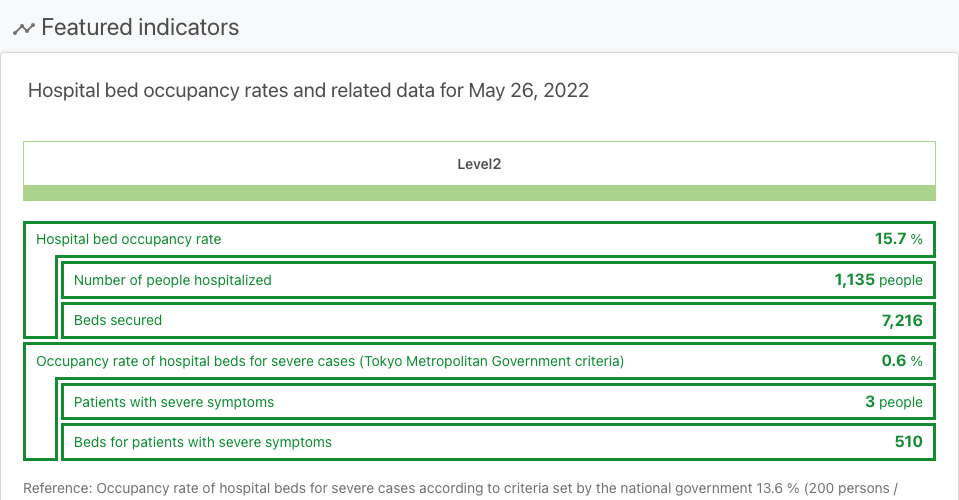 Featured indicators
Hospital bed occupancy rates and related data for May 26, 2022
Level2
Hospital bed occupancy rate 15.7 %
Number of people hospitalized 1,135 people
Beds secured 7,216
Occupancy rate of hospital beds for severe cases (Tokyo Metropolitan Government criteria) 0.6 %
Patients with severe symptoms 3 people
Beds for patients with severe symptoms 510
Reference: Occupancy rate of hospital beds for severe cases according to criteria set by the national government 13.6 % (200 persons /